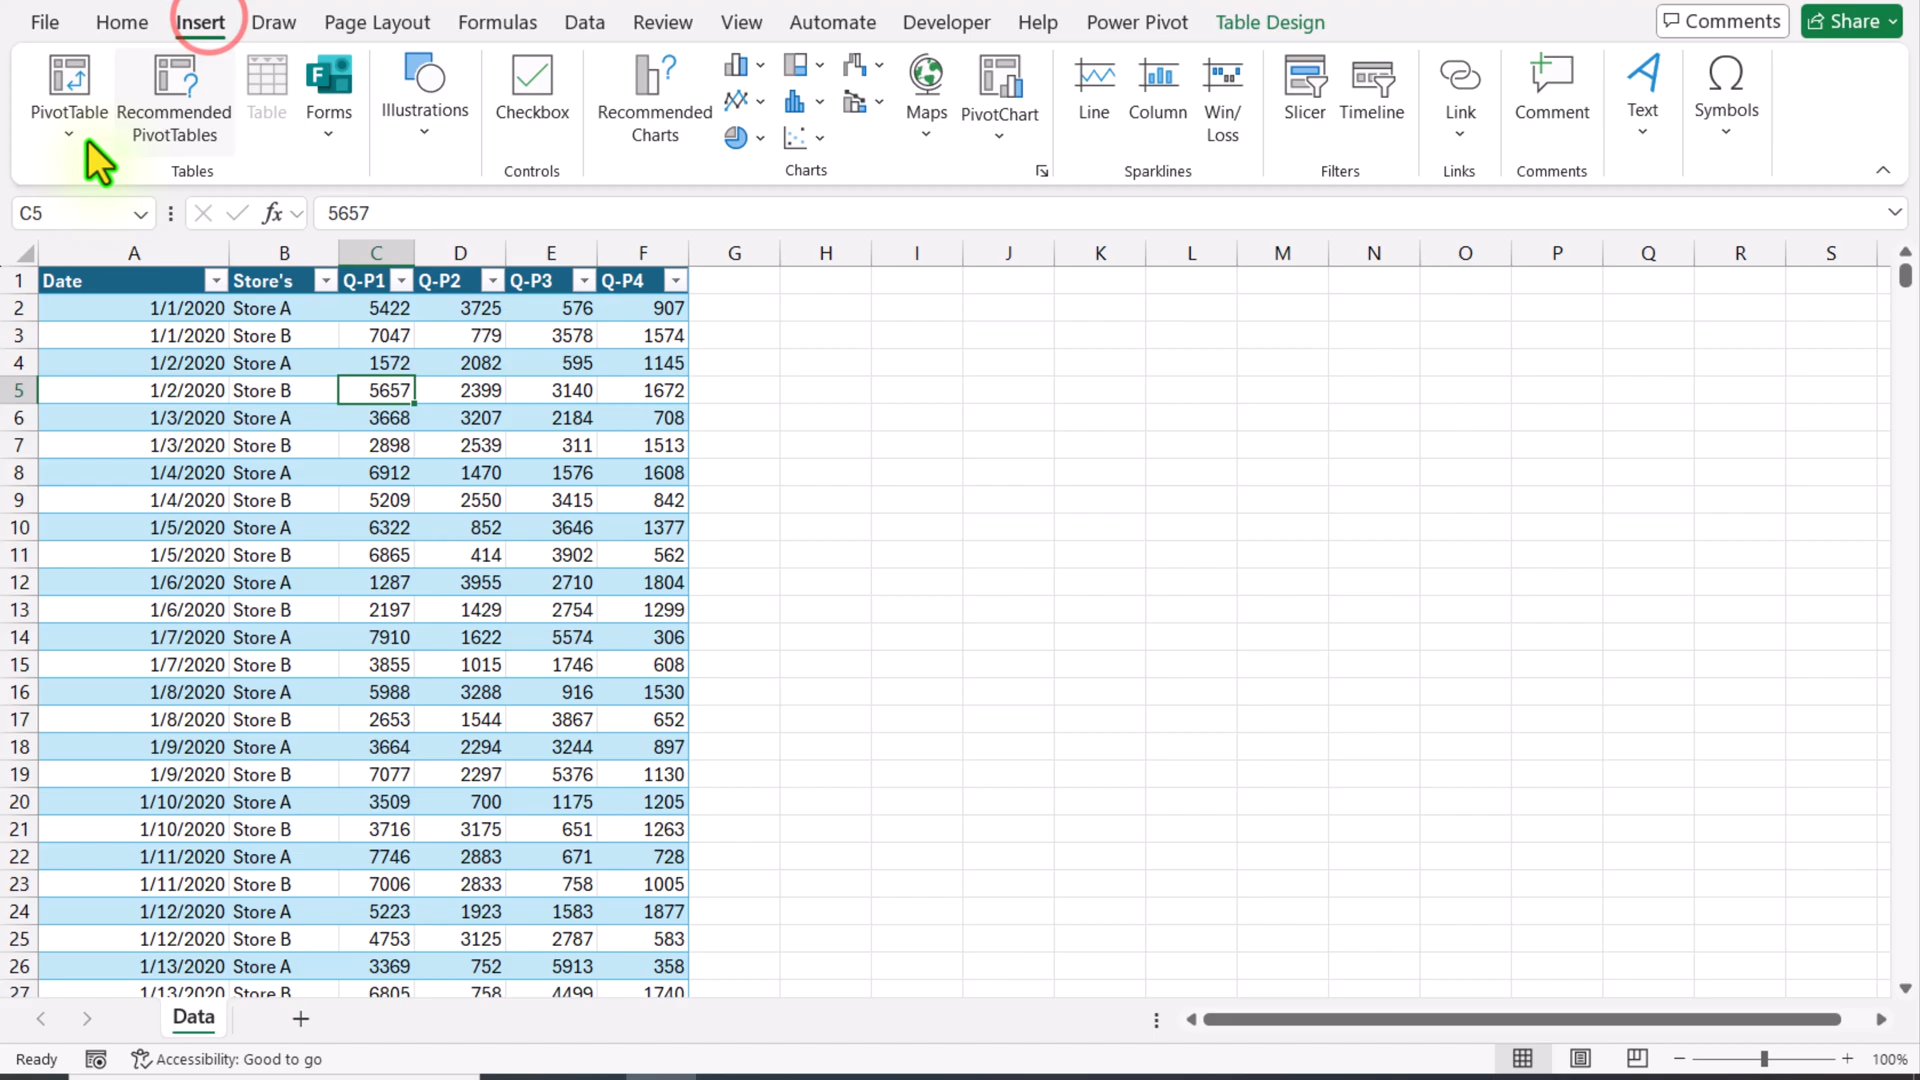 File Home Insert Draw Page Layout Formulas Data Review View Automate Developer Help Power Pivot Table Design Comments Share
PivotTable Recommended PivotTables Table Forms Illustrations Checkbox Recommended Charts Maps PivotChart Line Column Win/Loss Slicer Timeline Link Comment Text Symbols
Tables Controls Charts Sparklines Filters Links Comments
C5 fx 5657
A B C D E F G H I J K L M N O P Q R S
1 Date Store's Q-P1 Q-P2 Q-P3 Q-P4
2 1/1/2020 Store A 5422 3725 576 907
3 1/1/2020 Store B 7047 779 3578 1574
4 1/2/2020 Store A 1572 2082 595 1145
5 1/2/2020 Store B 5657 2399 3140 1672
6 1/3/2020 Store A 3668 3207 2184 708
7 1/3/2020 Store B 2898 2539 311 1513
8 1/4/2020 Store A 6912 1470 1576 1608
9 1/4/2020 Store B 5209 2550 3415 842
10 1/5/2020 Store A 6322 852 3646 1377
11 1/5/2020 Store B 6865 414 3902 562
12 1/6/2020 Store A 1287 3955 2710 1804
13 1/6/2020 Store B 2197 1429 2754 1299
14 1/7/2020 Store A 7910 1622 5574 306
15 1/7/2020 Store B 3855 1015 1746 608
16 1/8/2020 Store A 5988 3288 916 1530
17 1/8/2020 Store B 2653 1544 3867 652
18 1/9/2020 Store A 3664 2294 3244 897
19 1/9/2020 Store B 7077 2297 5376 1130
20 1/10/2020 Store A 3509 700 1175 1205
21 1/10/2020 Store B 3716 3175 651 1263
22 1/11/2020 Store A 7746 2883 671 728
23 1/11/2020 Store B 7006 2833 758 1005
24 1/12/2020 Store A 5223 1923 1583 1877
25 1/12/2020 Store B 4753 3125 2787 583
26 1/13/2020 Store A 3369 752 5913 358
27 1/13/2020 Store B 6805 758 4499 1740
Data
Ready Accessibility: Good to go 100%